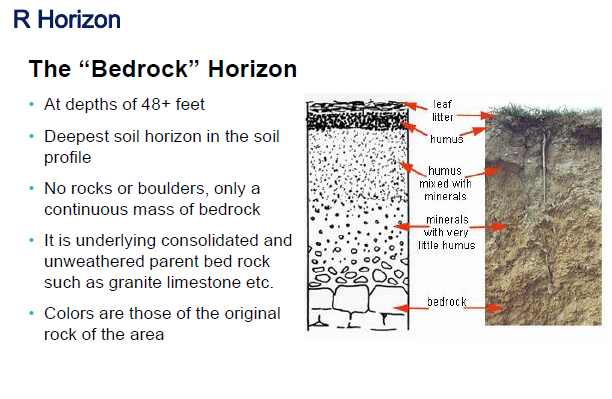 R Horizon
The “Bedrock” Horizon
• At depths of 48+ feet
• Deepest soil horizon in the soil
profile
• No rocks or boulders, only a
continuous mass of bedrock
• It is underlying consolidated and
unweathered parent bed rock
such as granite limestone etc.
• Colors are those of the original
rock of the area
leaf
litter
humus
humus
mixed with
minerals
minerals
with very
little humus
bedrock